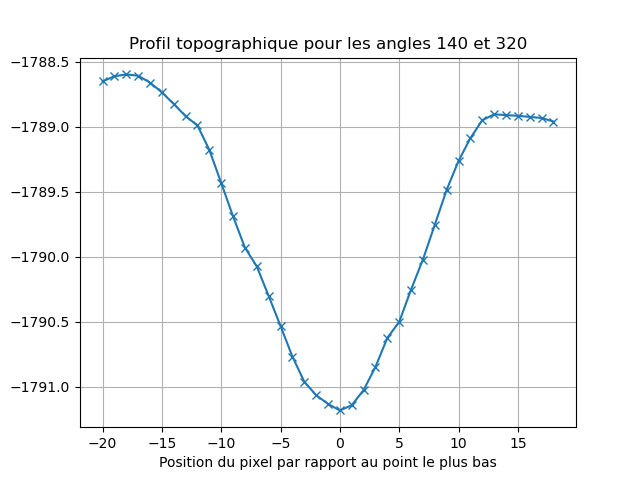 Profil topographique pour les angles 140 et 320
−1788.5
−1789.0
−1789.5
−1790.0
−1790.5
−1791.0
−20 −15 −10 −5 0 5 10 15
Position du pixel par rapport au point le plus bas